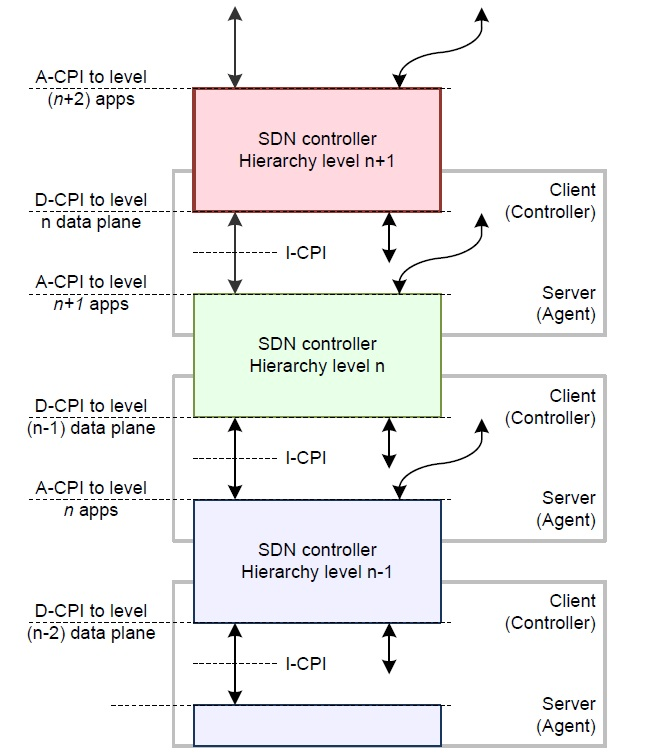 A-CPI to level
(n+2) apps
SDN controller
Hierarchy level n+1
Client
(Controller)
D-CPI to level
n data plane
I-CPI
A-CPI to level
n+1 apps
Server
(Agent)
SDN controller
Hierarchy level n
Client
(Controller)
D-CPI to level
(n-1) data plane
I-CPI
A-CPI to level
n apps
Server
(Agent)
SDN controller
Hierarchy level n-1
Client
(Controller)
D-CPI to level
(n-2) data plane
I-CPI
Server
(Agent)